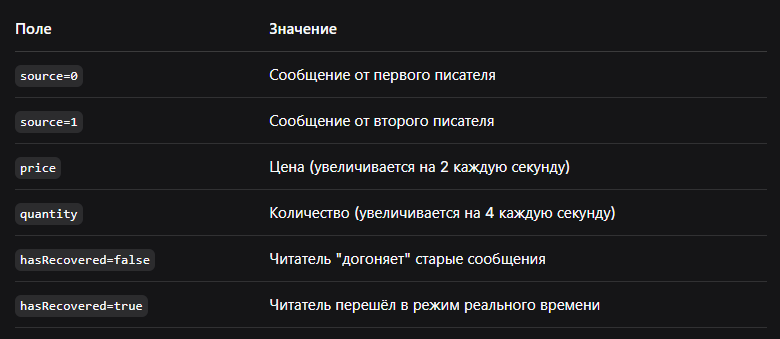 Поле Значение
source=0 Сообщение от первого писателя
source=1 Сообщение от второго писателя
price Цена (увеличивается на 2 каждую секунду)
quantity Количество (увеличивается на 4 каждую секунду)
hasRecovered=false Читатель "догоняет" старые сообщения
hasRecovered=true Читатель перешёл в режим реального времени